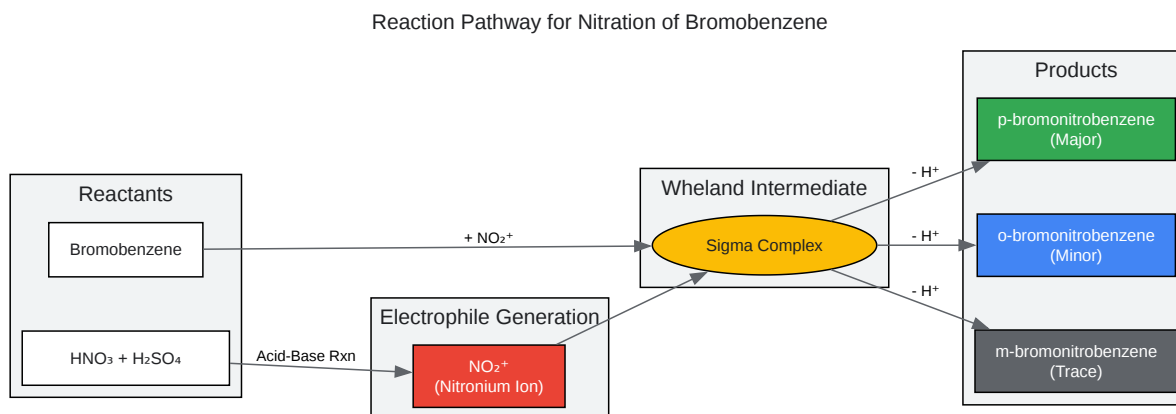 Reaction Pathway for Nitration of Bromobenzene
Reactants
Bromobenzene
HNO₃ + H₂SO₄
+ NO₂⁺
Acid-Base Rxn
Electrophile Generation
NO₂⁺
(Nitronium Ion)
Wheland Intermediate
Sigma Complex
- H⁺
- H⁺
- H⁺
Products
p-bromonitrobenzene
(Major)
o-bromonitrobenzene
(Minor)
m-bromonitrobenzene
(Trace)